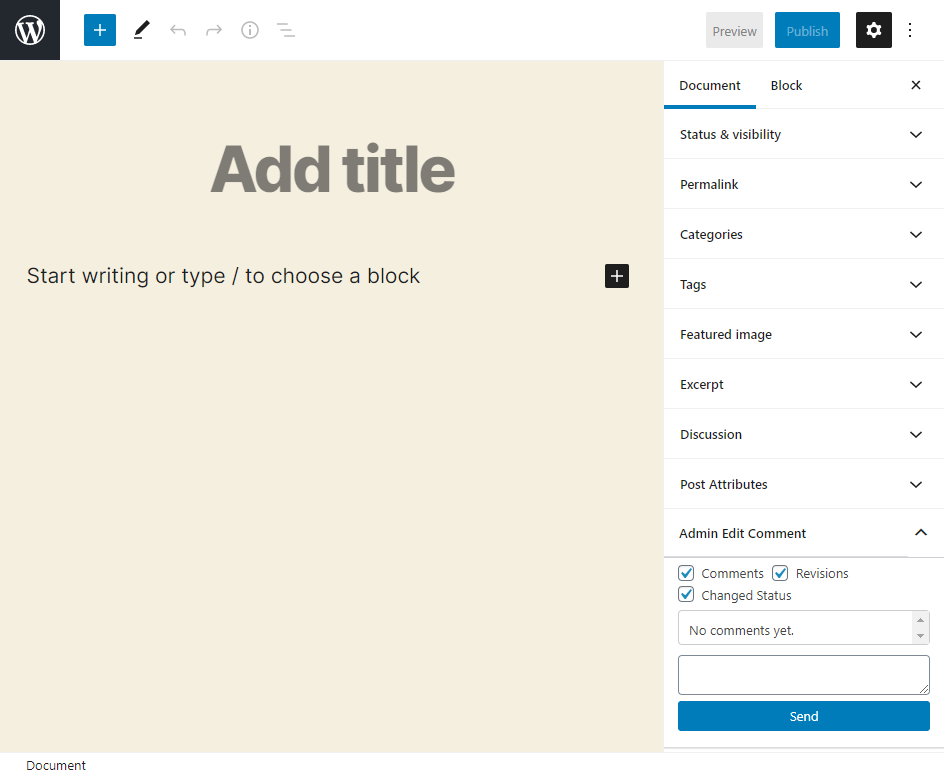 Preview Publish
Document Block
Status & visibility
Add title
Permalink
Categories
Start writing or type / to choose a block
Tags
Featured image
Excerpt
Discussion
Post Attributes
Admin Edit Comment
Comments Revisions
Changed Status
No comments yet.
Send
Document